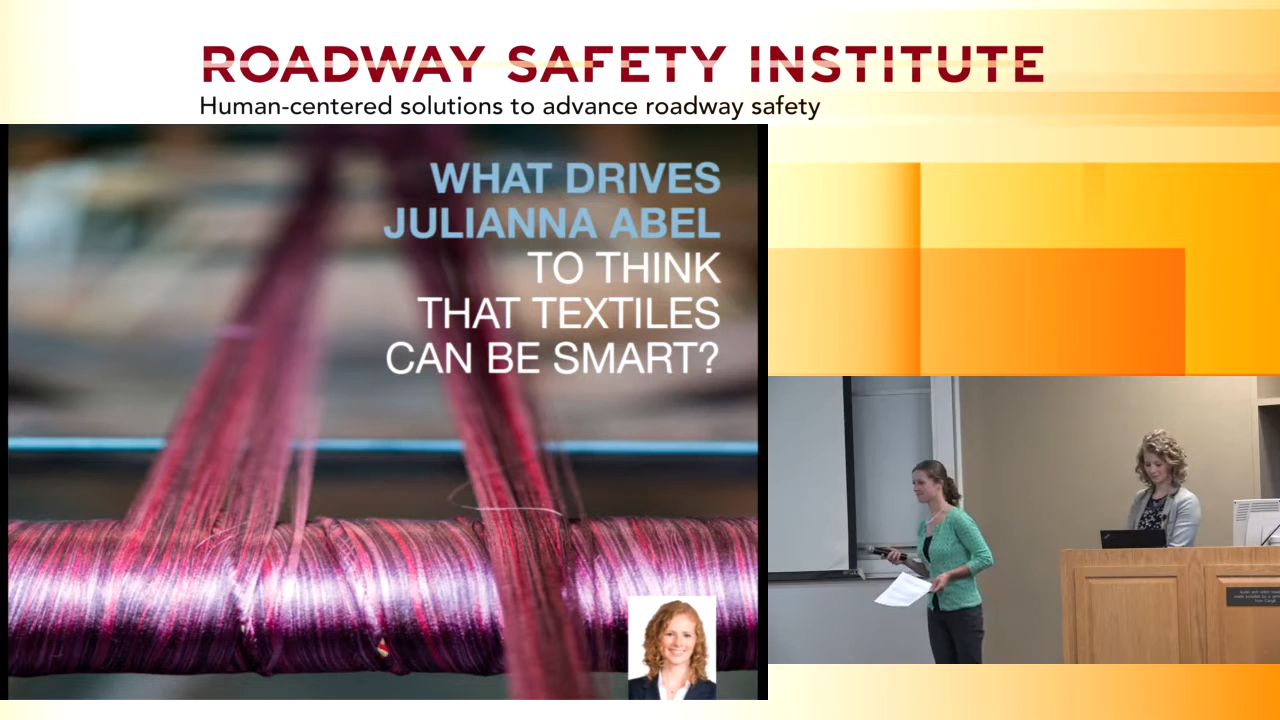 ROADWAY SAFETY INSTITUTE
Human-centered solutions to advance roadway safety
WHAT DRIVES
JULIANNA ABEL
TO THINK
THAT TEXTILES
CAN BE SMART?